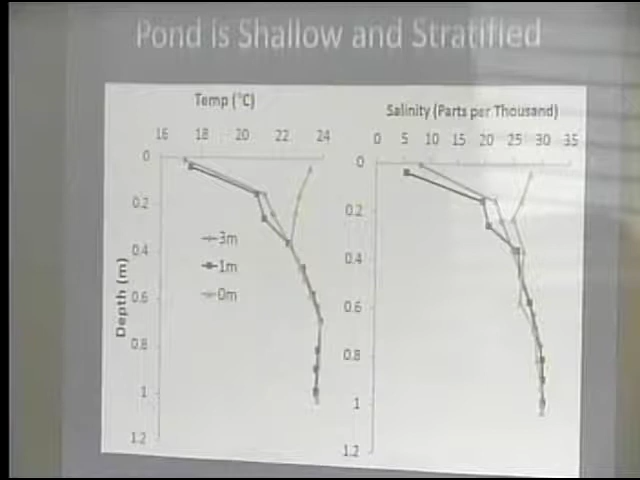 Pond is Shallow and Stratified
Temp (°C)
16 18 20 22 24
0
0.2
0.4
0.6
0.8
1
1.2
Depth (m)
3m
1m
0m
Salinity (Parts per Thousand)
0 5 10 15 20 25 30 35
0
0.2
0.4
0.6
0.8
1
1.2